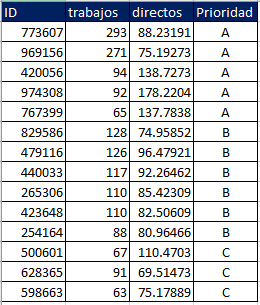 ID trabajos directos Prioridad
773607 293 88.23191 A
969156 271 75.19273 A
420056 94 138.7273 A
974308 92 178.2204 A
767399 65 137.7838 A
829586 128 74.95852 B
479116 126 96.47921 B
440033 117 92.26462 B
265306 110 85.42309 B
423648 110 82.50609 B
254164 88 80.96466 B
500601 67 110.4703 C
628365 91 69.51473 C
598663 63 75.17889 C